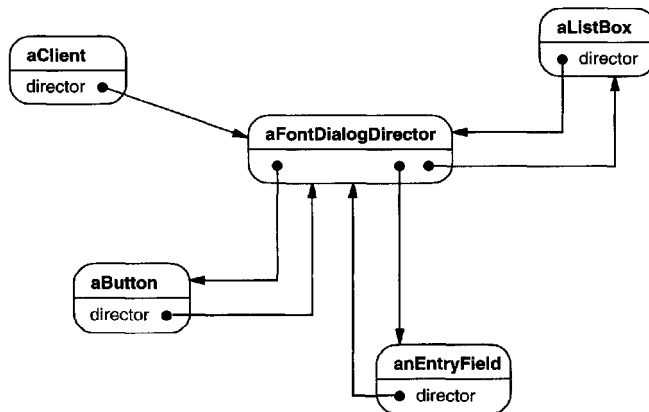 aClient
director
aListBox
director
aFontDialogDirector
aButton
director
anEntryField
director